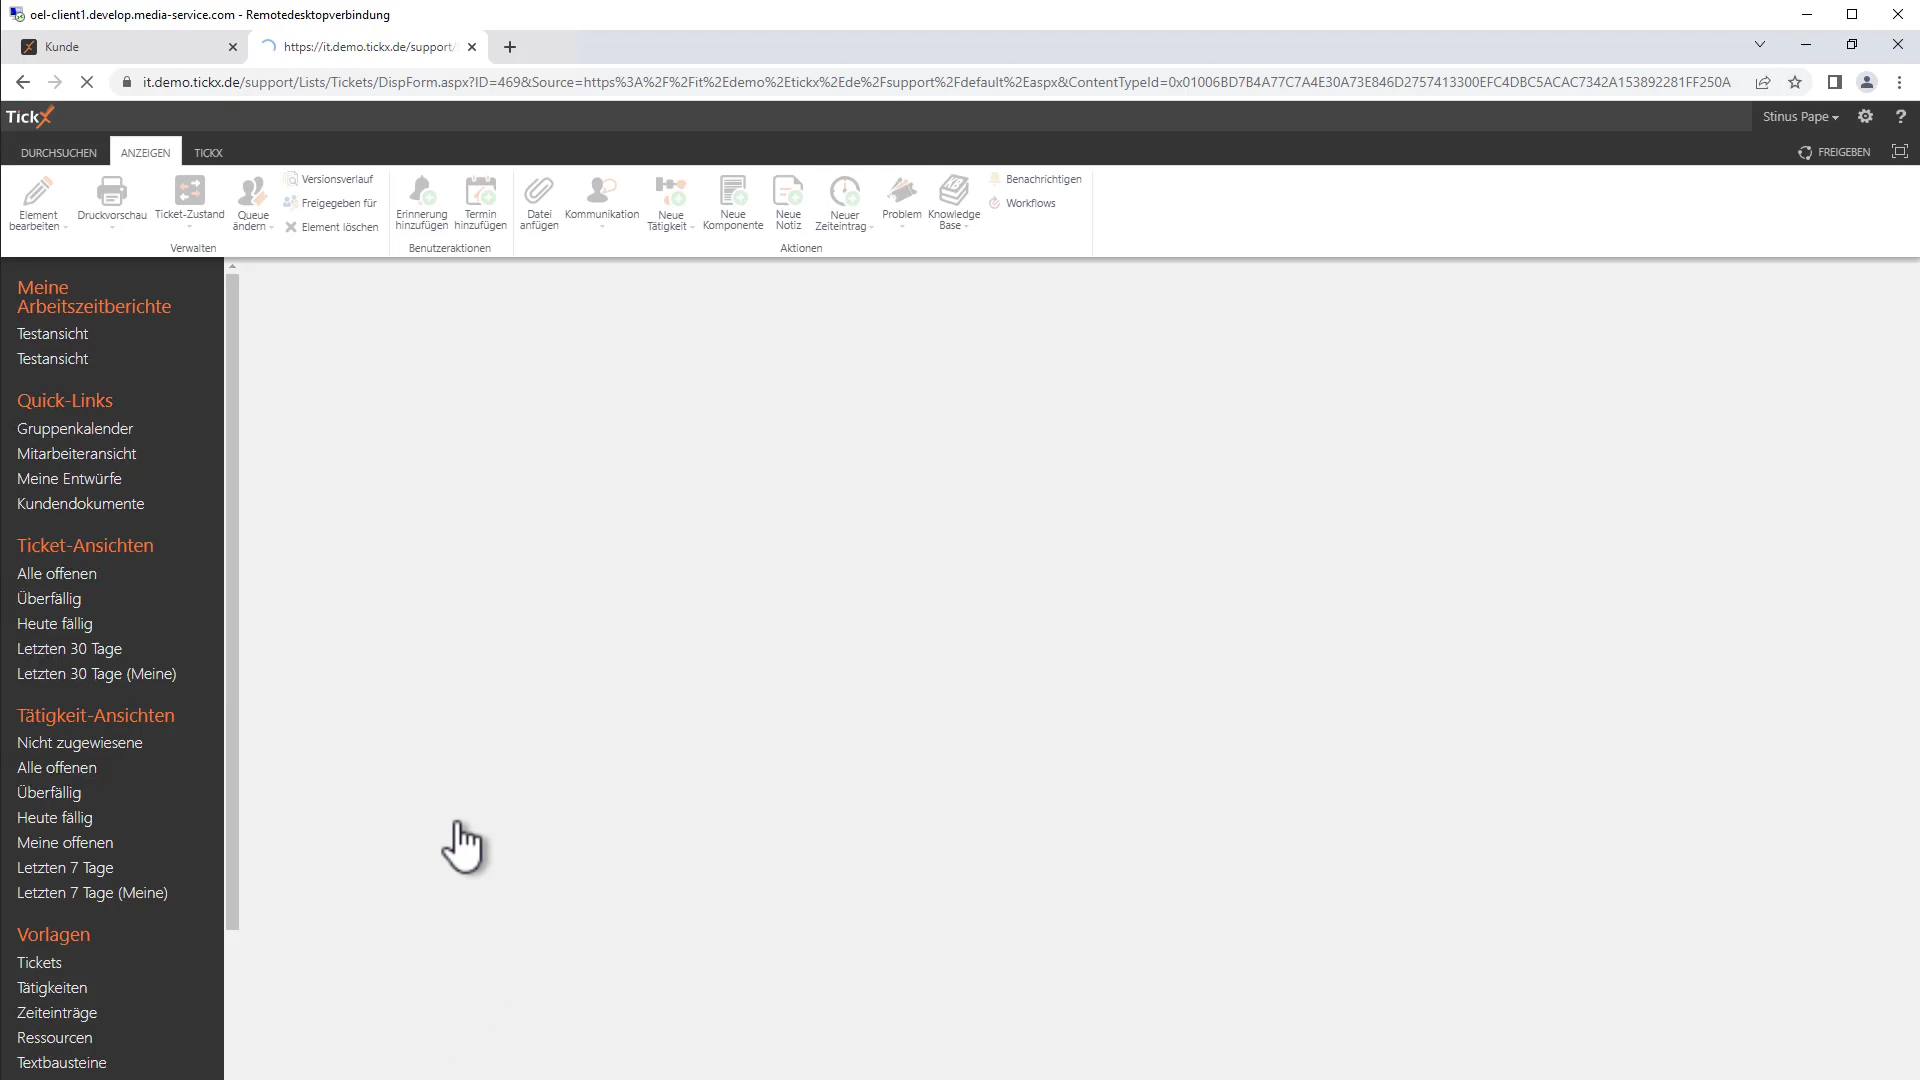 oel-client1.develop.media-service.com - Remotedesktopverbindung
Kunde
https://it.demo.tickx.de/support/
it.demo.tickx.de/support/Lists/Tickets/DispForm.aspx?ID=469&Source=https%3A%2F%2Fit%2Edemo%2Etickx%2Ede%2Fsupport%2Fdefault%2Easpx&ContentTypeId=0x01006BD7B4A77C7A4E30A73E846D2757413300EFC4DBC5ACAC7342A153892281FF250A
TickX
Stinus Pape
?
DURCHSUCHEN
ANZEIGEN
TICKX
FREIGEBEN
Element bearbeiten
Druckvorschau
Ticket-Zustand
Queue ändern
Versionsverlauf
Freigegeben für
Element löschen
Verwalten
Erinnerung hinzufügen
Termin hinzufügen
Benutzeraktionen
Datei anfügen
Kommunikation
Neue Tätigkeit
Neue Komponente
Neue Notiz
Neuer Zeiteintrag
Problem
Knowledge Base
Aktionen
Benachrichtigen
Workflows
Meine
Arbeitszeitberichte
Testansicht
Testansicht
Quick-Links
Gruppenkalender
Mitarbeiteransicht
Meine Entwürfe
Kundendokumente
Ticket-Ansichten
Alle offenen
Überfällig
Heute fällig
Letzten 30 Tage
Letzten 30 Tage (Meine)
Tätigkeit-Ansichten
Nicht zugewiesene
Alle offenen
Überfällig
Heute fällig
Meine offenen
Letzten 7 Tage
Letzten 7 Tage (Meine)
Vorlagen
Tickets
Tätigkeiten
Zeiteinträge
Ressourcen
Textbausteine